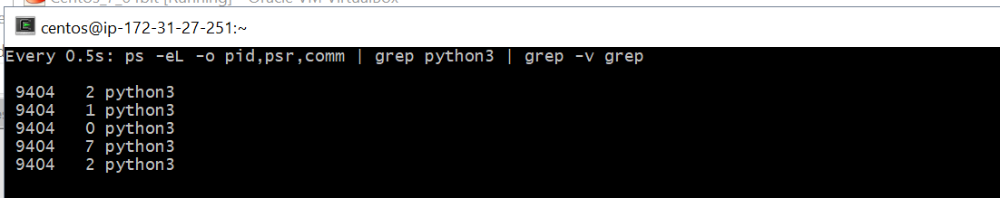 centos@ip-172-31-27-251:~
Every 0.5s: ps -eL -o pid,psr,comm | grep python3 | grep -v grep
9404 2 python3
9404 1 python3
9404 0 python3
9404 7 python3
9404 2 python3